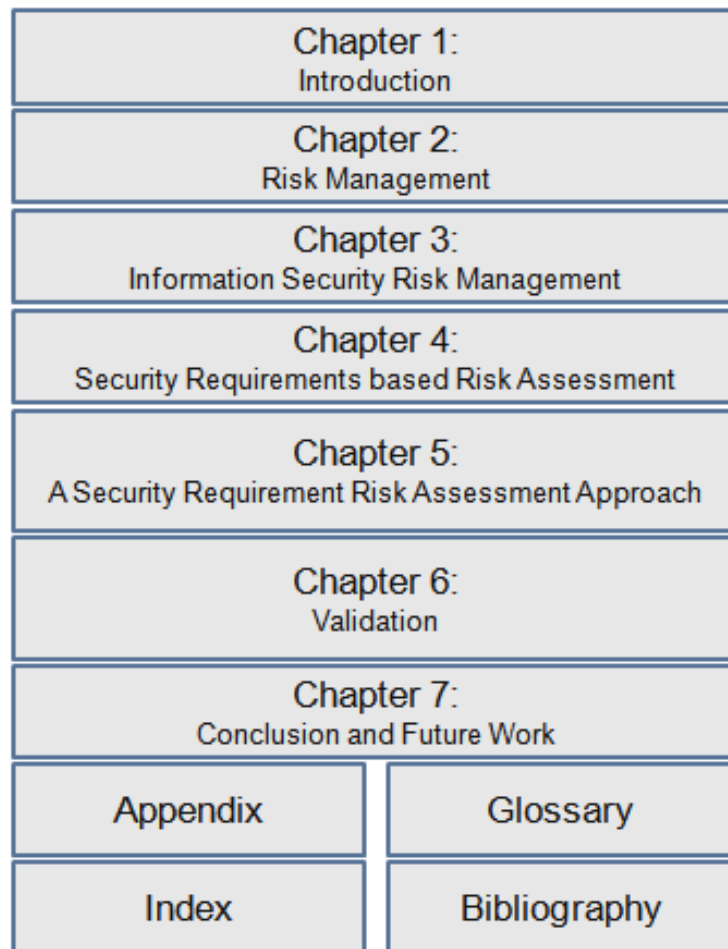 Chapter 1:
Introduction
Chapter 2:
Risk Management
Chapter 3:
Information Security Risk Management
Chapter 4:
Security Requirements based Risk Assessment
Chapter 5:
A Security Requirement Risk Assessment Approach
Chapter 6:
Validation
Chapter 7:
Conclusion and Future Work
Appendix
Glossary
Index
Bibliography